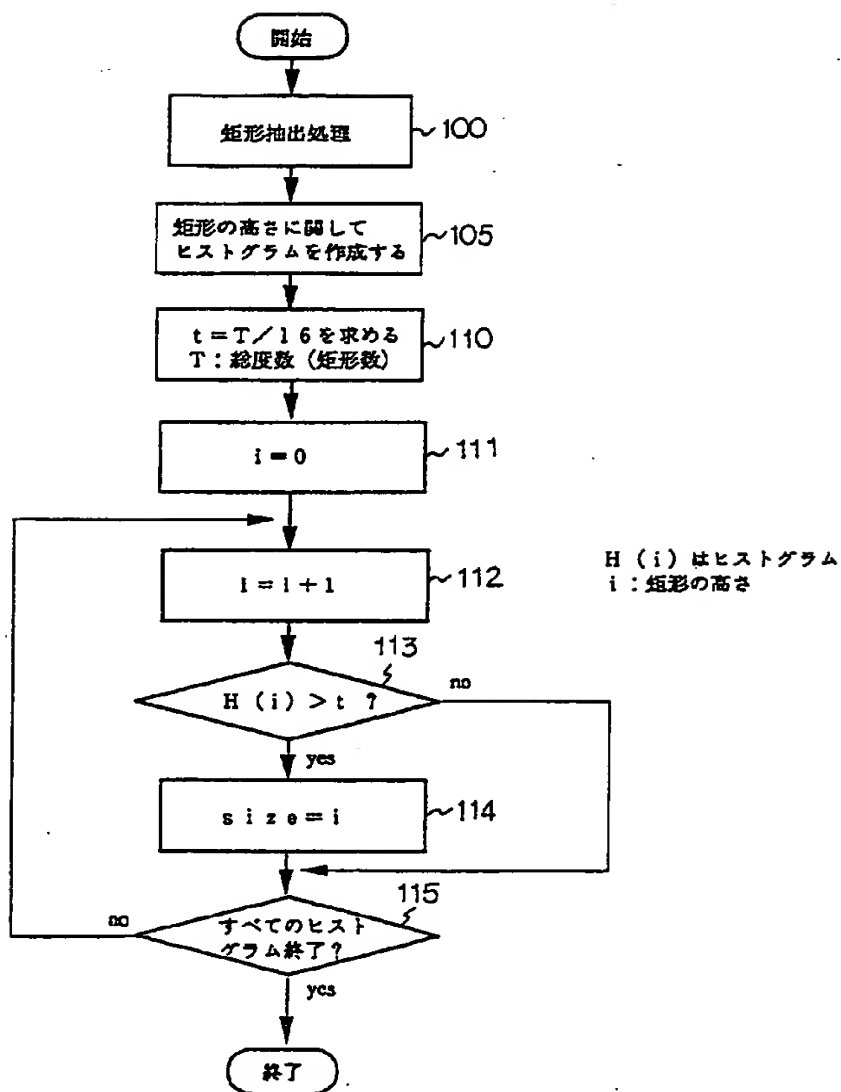 開始
矩形抽出処理
100
矩形の高さに関して
ヒストグラムを作成する
105
t=T/16を求める
T:総度数(矩形数)
110
i=0
111
i=i+1
112
H(i)はヒストグラム
i:矩形の高さ
113
H(i)>t ?
no
yes
size=i
114
115
no
すべてのヒスト
グラム終了?
yes
終了